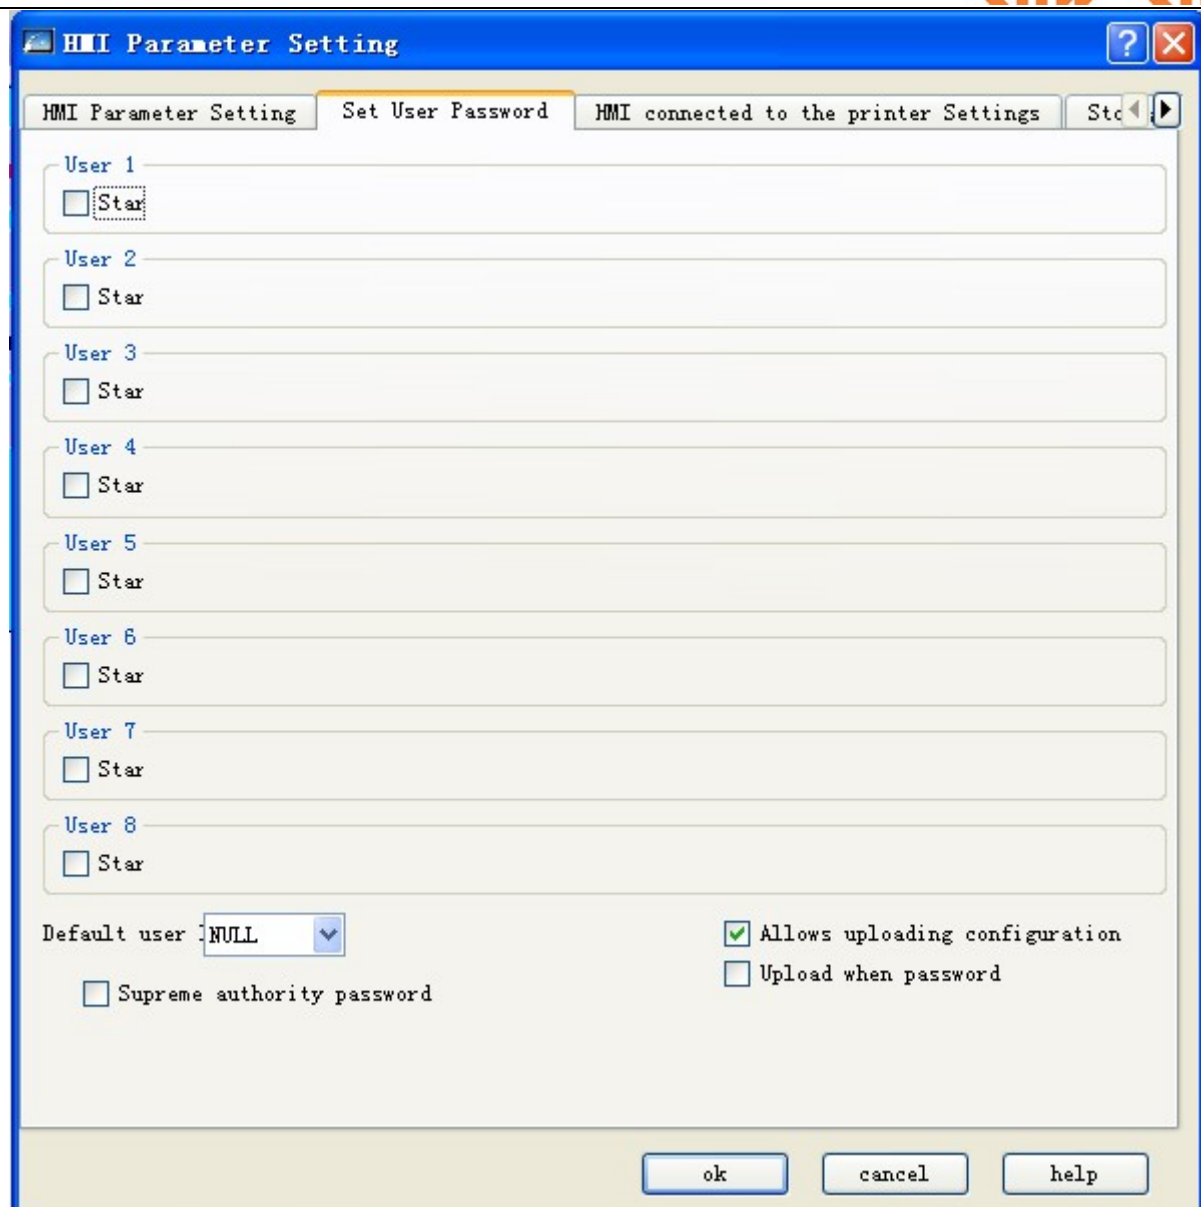 HMI Parameter Setting
HMI Parameter Setting Set User Password HMI connected to the printer Settings
User 1
Star
User 2
Star
User 3
Star
User 4
Star
User 5
Star
User 6
Star
User 7
Star
User 8
Star
Default user NULL Allows uploading configuration
Upload when password
Supreme authority password
ok cancel help